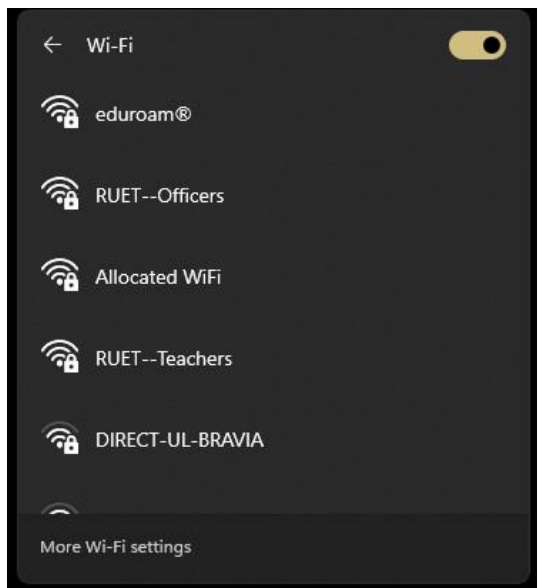 Wi-Fi
eduroam®
RUET--Officers
Allocated WiFi
RUET--Teachers
DIRECT-UL-BRAVIA
More Wi-Fi settings